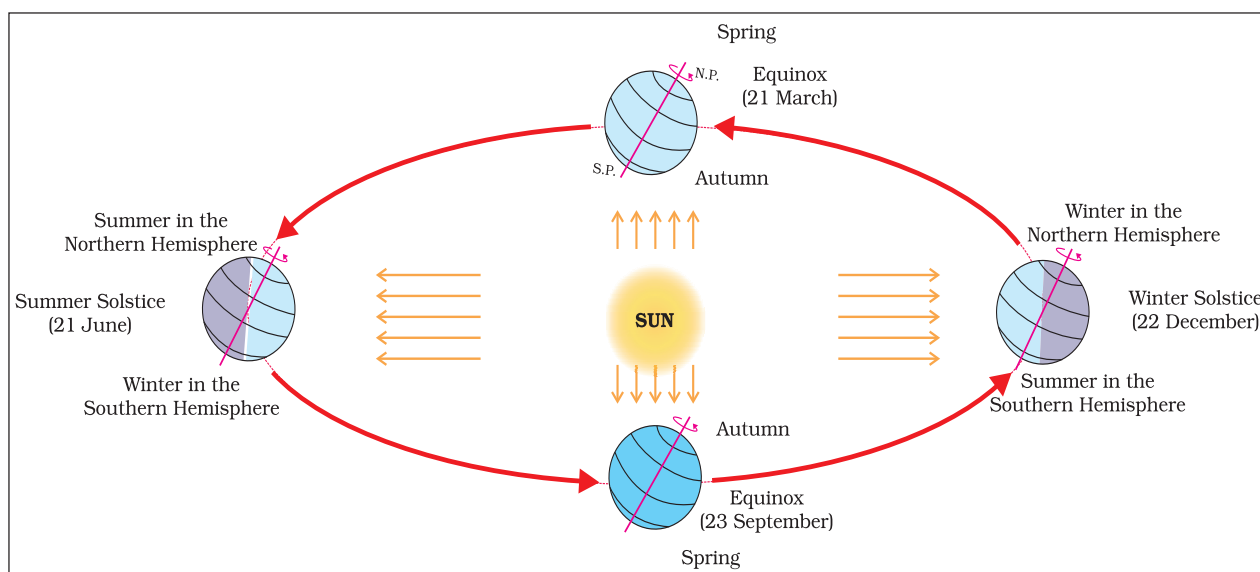 Spring
N.P.
Equinox
(21 March)
S.P.
Autumn
Summer in the
Northern Hemisphere
Winter in the
Northern Hemisphere
Summer Solstice
(21 June)
SUN
Winter Solstice
(22 December)
Winter in the
Southern Hemisphere
Summer in the
Southern Hemisphere
Autumn
Equinox
(23 September)
Spring